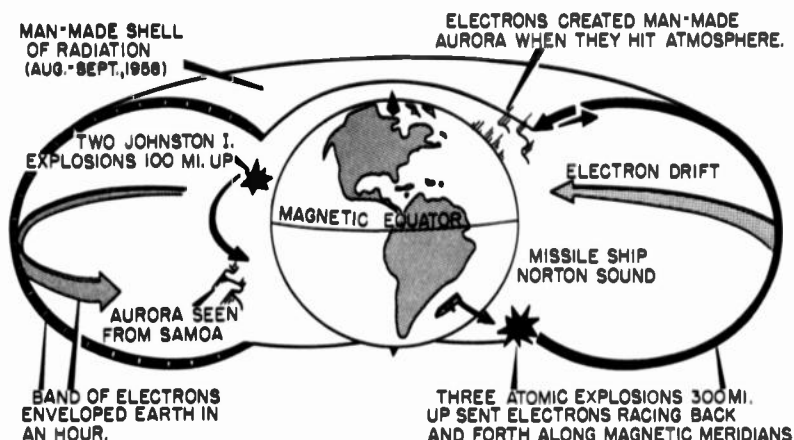 MAN-MADE SHELL
OF RADIATION
(AUG.-SEPT., 1958)
ELECTRONS CREATED MAN-MADE
AURORA WHEN THEY HIT ATMOSPHERE.
TWO JOHNSTON I.
EXPLOSIONS 100 MI. UP
ELECTRON DRIFT
MAGNETIC EQUATOR
MISSILE SHIP
NORTON SOUND
AURORA SEEN
FROM SAMOA
BAND OF ELECTRONS
ENVELOPED EARTH IN
AN HOUR.
THREE ATOMIC EXPLOSIONS 300 MI.
UP SENT ELECTRONS RACING BACK
AND FORTH ALONG MAGNETIC MERIDIANS